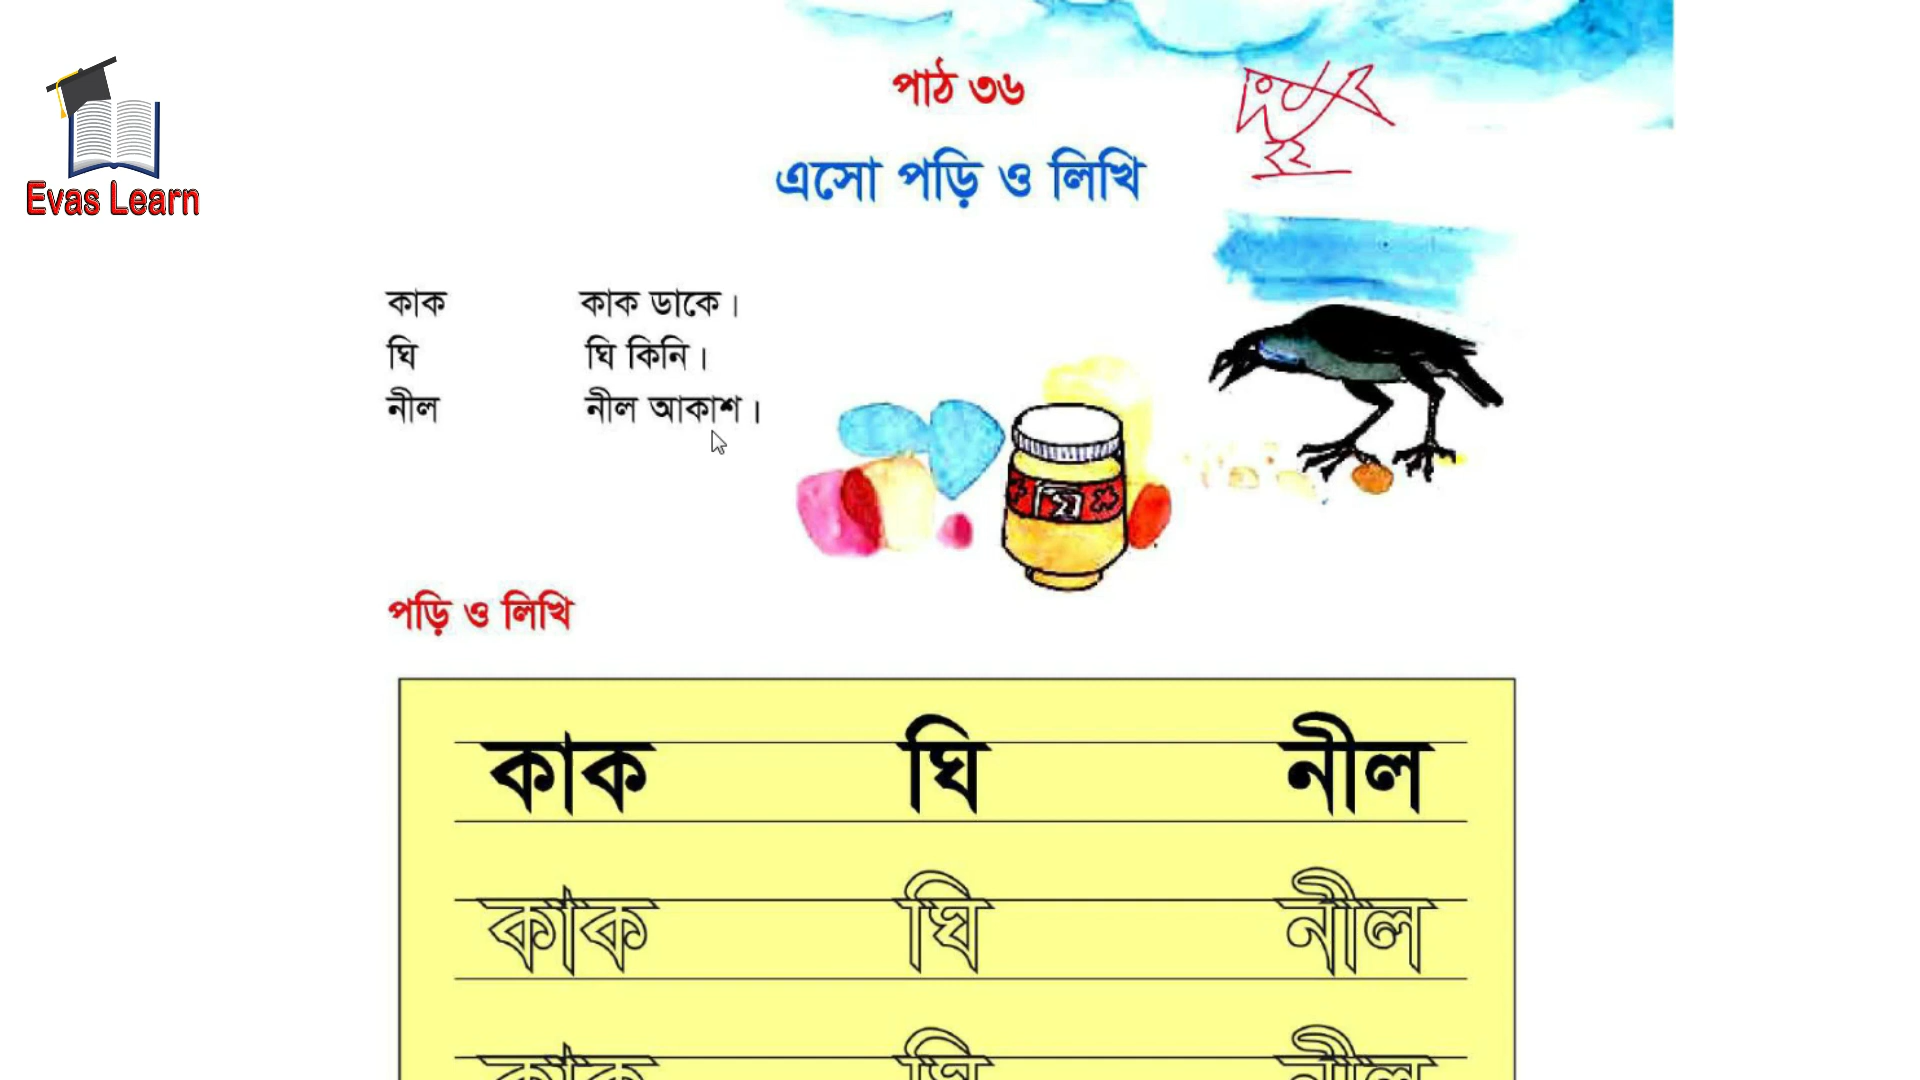 Evas Learn
পাঠ ৩৬
এসো পড়ি ও লিখি
কাক কাক ডাকে।
ঘি ঘি কিনি।
নীল নীল আকাশ।
ঘি
পড়ি ও লিখি
কাক ঘি নীল
কাক ঘি নীল
কাক ঘি নীল